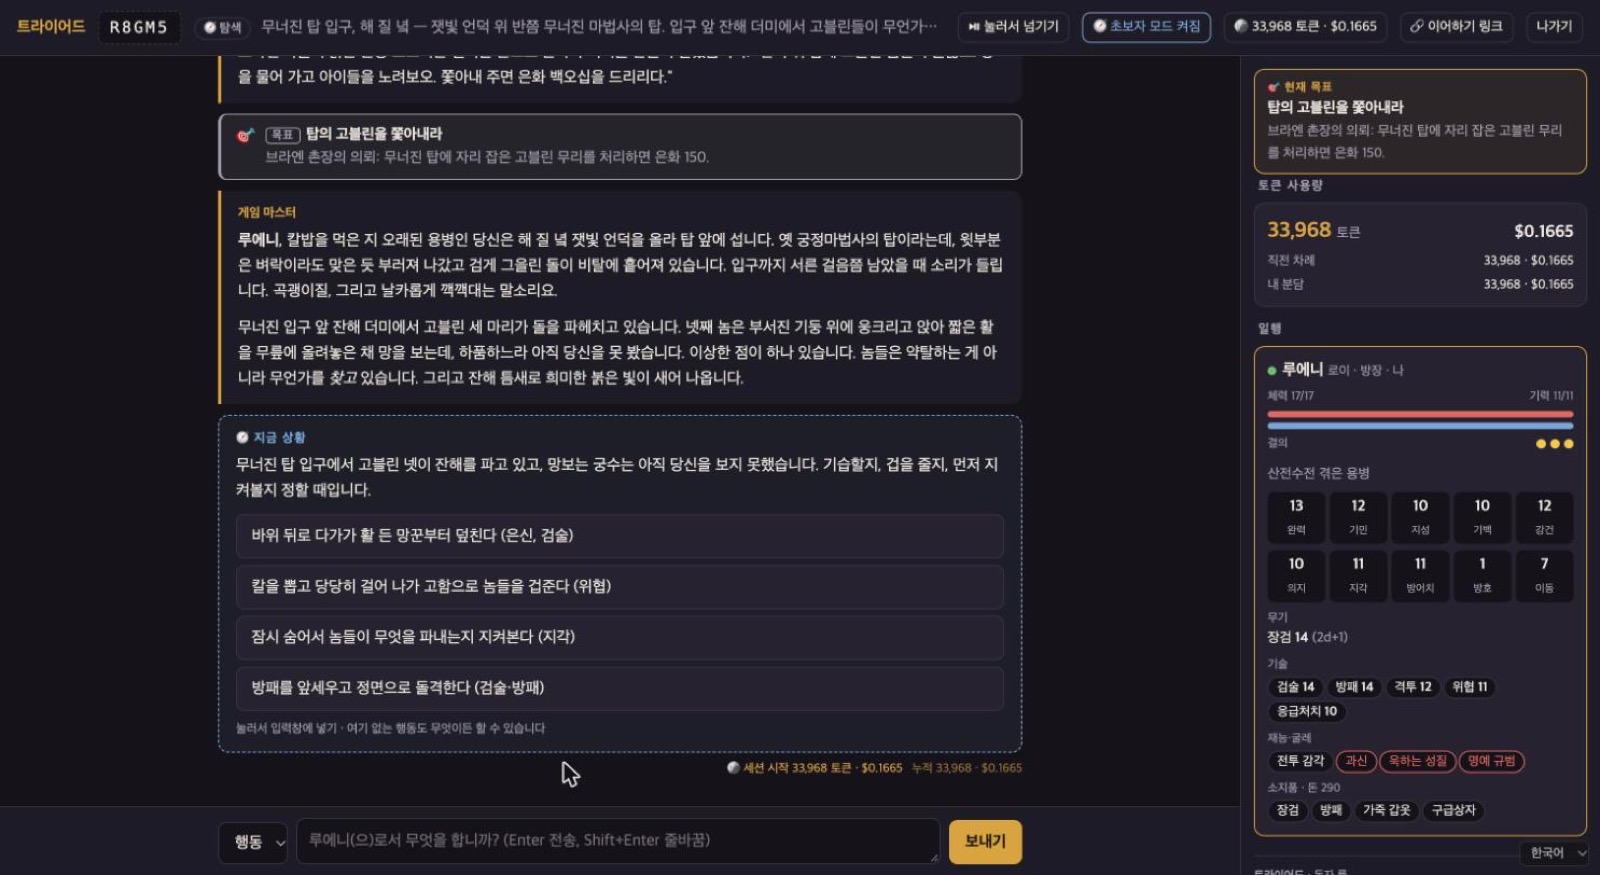 트라이어드
R8GM5
탐색
무너진 탑 입구, 해 질 녘 — 잿빛 언덕 위 반쯤 무너진 마법사의 탑. 입구 앞 잔해 더미에서 고블린들이 무언가…
눌러서 넘기기
초보자 모드 켜짐
33,968 토큰 · $0.1665
이어하기 링크
나가기
을 물어 가고 아이들을 노려보오. 쫓아내 주면 은화 백오십을 드리리다."
목표 탑의 고블린을 쫓아내라
브라엔 촌장의 의뢰: 무너진 탑에 자리 잡은 고블린 무리를 처리하면 은화 150.
게임 마스터
루에니, 칼밥을 먹은 지 오래된 용병인 당신은 해 질 녘 잿빛 언덕을 올라 탑 앞에 섭니다. 옛 궁정마법사의 탑이라는데, 윗부분
은 벼락이라도 맞은 듯 부러져 나갔고 검게 그을린 돌이 비탈에 흩어져 있습니다. 입구까지 서른 걸음쯤 남았을 때 소리가 들립
니다. 곡괭이질, 그리고 날카롭게 깩깩대는 말소리요.
무너진 입구 앞 잔해 더미에서 고블린 세 마리가 돌을 파헤치고 있습니다. 넷째 놈은 부서진 기둥 위에 웅크리고 앉아 짧은 활
을 무릎에 올려놓은 채 망을 보는데, 하품하느라 아직 당신을 못 봤습니다. 이상한 점이 하나 있습니다. 놈들은 약탈하는 게 아
니라 무언가를 찾고 있습니다. 그리고 잔해 틈새로 희미한 붉은 빛이 새어 나옵니다.
지금 상황
무너진 탑 입구에서 고블린 넷이 잔해를 파고 있고, 망보는 궁수는 아직 당신을 보지 못했습니다. 기습할지, 겁을 줄지, 먼저 지
켜볼지 정할 때입니다.
바위 뒤로 다가가 활 든 망꾼부터 덮친다 (은신, 검술)
칼을 뽑고 당당히 걸어 나가 고함으로 놈들을 겁준다 (위협)
잠시 숨어서 놈들이 무엇을 파내는지 지켜본다 (지각)
방패를 앞세우고 정면으로 돌격한다 (검술·방패)
눌러서 입력창에 넣기 · 여기 없는 행동도 무엇이든 할 수 있습니다
세션 시작 33,968 토큰 · $0.1665 누적 33,968 · $0.1665
행동
루에니(으)로서 무엇을 합니까? (Enter 전송, Shift+Enter 줄바꿈)
보내기
현재 목표
탑의 고블린을 쫓아내라
브라엔 촌장의 의뢰: 무너진 탑에 자리 잡은 고블린 무리
를 처리하면 은화 150.
토큰 사용량
33,968 토큰 $0.1665
직전 차례 33,968 · $0.1665
내 분담 33,968 · $0.1665
일행
루에니 로이 · 방장 · 나
체력 17/17 기력 11/11
결의
산전수전 겪은 용병
13 12 10 10 12
완력 기민 지성 기백 강건
10 11 11 1 7
의지 지각 방어치 방호 이동
무기
장검 14 (2d+1)
기술
검술 14 방패 14 격투 12 위협 11
응급처치 10
재능·굴레
전투 감각 과신 욱하는 성질 명예 규범
소지품 · 돈 290
장검 방패 가죽 갑옷 구급상자
한국어